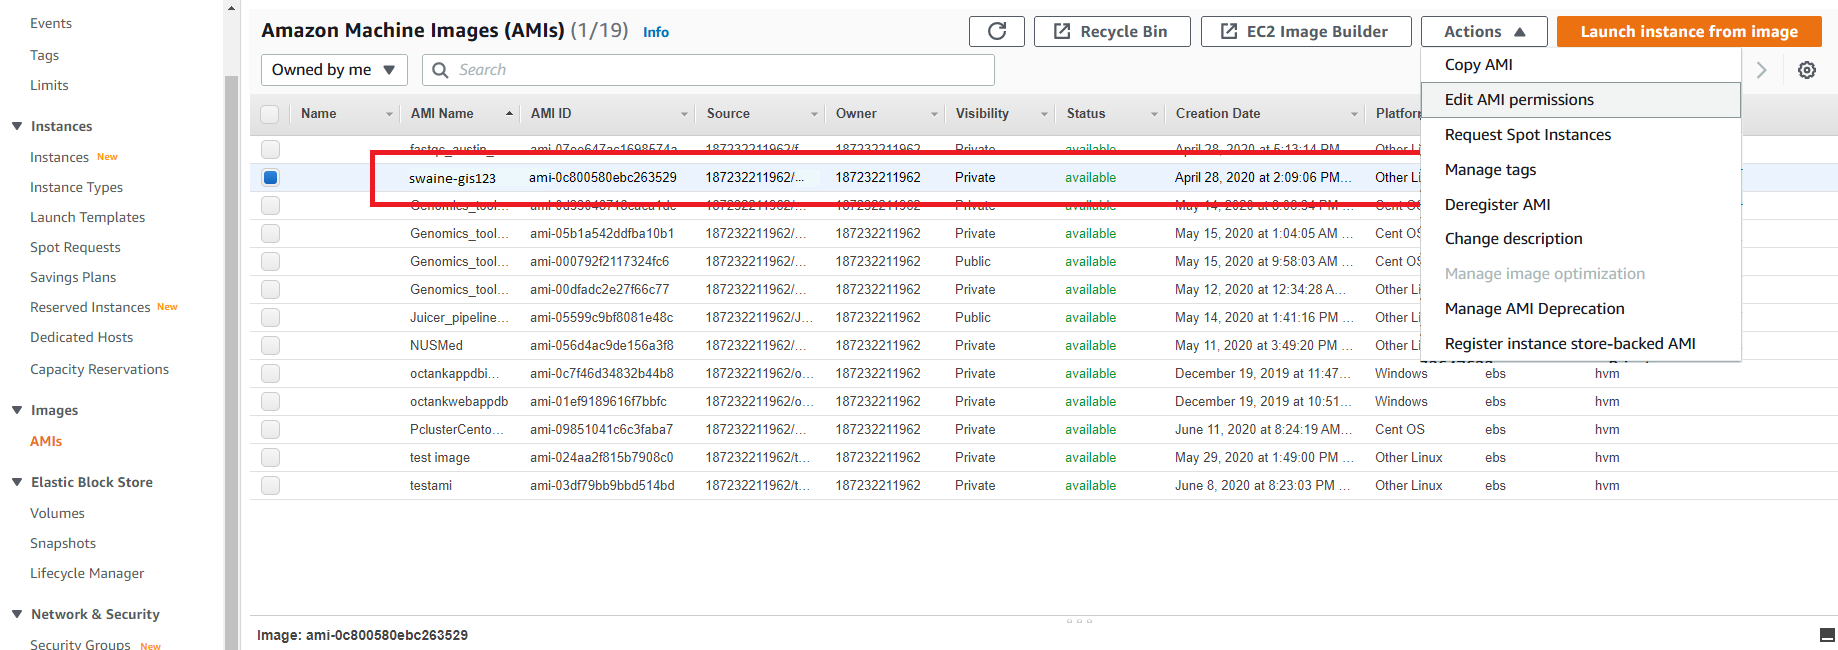 Events
Tags
Limits
Instances
Instances New
Instance Types
Launch Templates
Spot Requests
Savings Plans
Reserved Instances New
Dedicated Hosts
Capacity Reservations
Images
AMIs
Elastic Block Store
Volumes
Snapshots
Lifecycle Manager
Network & Security
Security Groups New
Amazon Machine Images (AMIs) (1/19) Info
Recycle Bin
EC2 Image Builder
Actions
Launch instance from image
Owned by me
Search
Copy AMI
Edit AMI permissions
Request Spot Instances
Manage tags
Deregister AMI
Change description
Manage image optimization
Manage AMI Deprecation
Register instance store-backed AMI
Name AMI Name AMI ID Source Owner Visibility Status Creation Date Platfor
fastqc_austin_ ami-07ee647ac1698574a 187232211962/f 187232211962 Private available April 28, 2020 at 5:13:14 PM... Other Li
swaine-gis123 ami-0c800580ebc263529 187232211962/... 187232211962 Private available April 28, 2020 at 2:09:06 PM... Other Li
Genomics_tool... 187232211962/... 187232211962 Private available May 14, 2020 at PM ... Cent OS
Genomics_tool... ami-05b1a542ddfba10b1 187232211962/... 187232211962 Private available May 15, 2020 at 1:04:05 AM ... Cent OS
Genomics_tool... ami-000792f2117324fc6 187232211962/... 187232211962 Public available May 15, 2020 at 9:58:03 AM ... Cent OS
Genomics_tool... ami-00dfadc2e27f66c77 187232211962/... 187232211962 Private available May 12, 2020 at 12:34:28 A... Other Li
Juicer_pipeline... ami-05599c9bf8081e48c 187232211962/J... 187232211962 Public available May 14, 2020 at 1:41:16 PM ... Other Li
NUSMed ami-056d4ac9de156a3f8 187232211962/... 187232211962 Private available May 11, 2020 at 3:49:20 PM ... Other Li
octankappdbi... ami-0c7f46d34832b44b8 187232211962/o... 187232211962 Private available December 19, 2019 at 11:47... Windows ebs hvm
octankwebappdb ami-01ef9189616f7bbfc 187232211962/o... 187232211962 Private available December 19, 2019 at 10:51... Windows ebs hvm
PclusterCento... ami-09851041c6c3faba7 187232211962/... 187232211962 Private available June 11, 2020 at 8:24:19 AM... Cent OS ebs hvm
test image ami-024aa2f815b7908c0 187232211962/t... 187232211962 Private available May 29, 2020 at 1:49:00 PM ... Other Linux ebs hvm
testami ami-03df79bb9bbd514bd 187232211962/t... 187232211962 Private available June 8, 2020 at 8:23:03 PM ... Other Linux ebs hvm
Image: ami-0c800580ebc263529